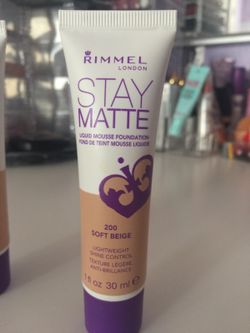 RIMMEL
LONDON
STAY
MATTE
LIQUID MOUSSE FOUNDATION
FOND DE TEINT MOUSSE LIQUIDE
200
SOFT BEIGE
LIGHTWEIGHT
SHINE CONTROL
TEXTURE LÉGÈRE
ANTI-BRILLANCE
1 fl oz 30 ml e